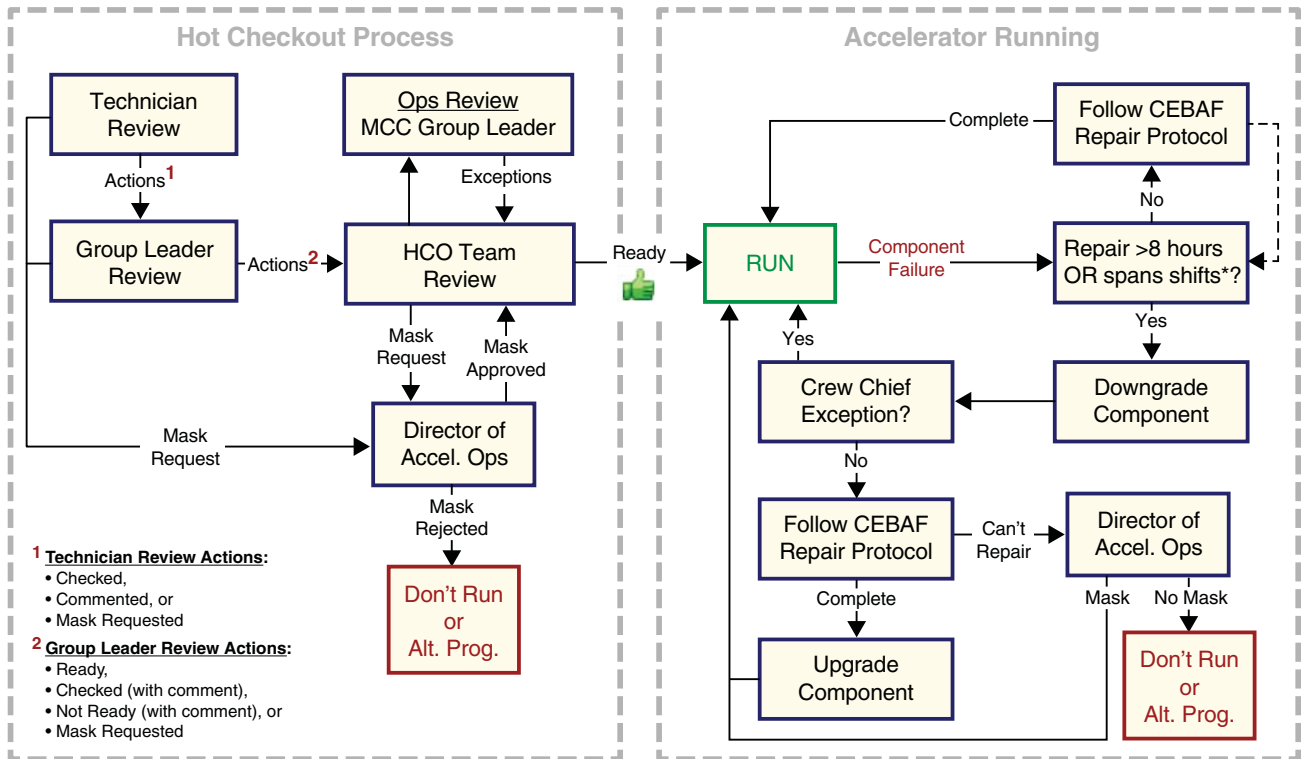 Hot Checkout Process
Technician
Review
Ops Review
MCC Group Leader
Actions1
Exceptions
Group Leader
Review
Actions2
HCO Team
Review
Ready
Mask
Request
Mask
Approved
Mask
Request
Director of
Accel. Ops
Mask
Rejected
Don't Run
or
Alt. Prog.
1 Technician Review Actions:
• Checked,
• Commented, or
• Mask Requested
2 Group Leader Review Actions:
• Ready,
• Checked (with comment),
• Not Ready (with comment), or
• Mask Requested
Accelerator Running
Complete
Follow CEBAF
Repair Protocol
No
RUN
Component
Failure
Repair >8 hours
OR spans shifts*?
Yes
Yes
Crew Chief
Exception?
Downgrade
Component
No
Follow CEBAF
Repair Protocol
Can't
Repair
Director of
Accel. Ops
Complete
Mask
No Mask
Upgrade
Component
Don't Run
or
Alt. Prog.